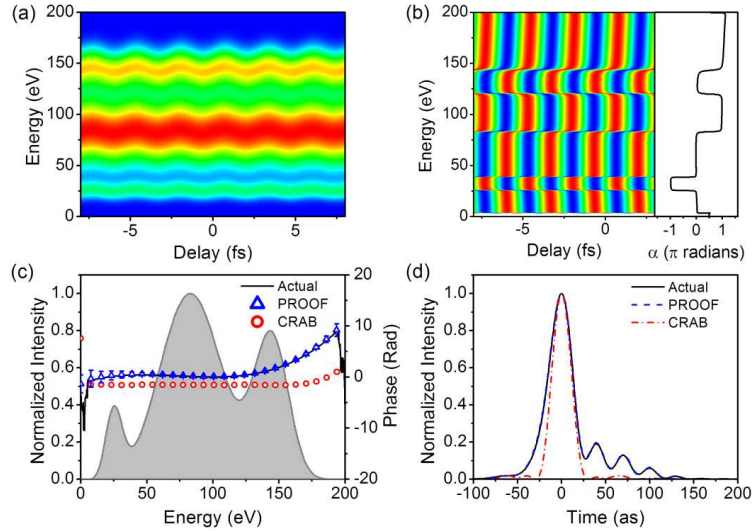 (a)
200
150
100
50
0
Energy (eV)
-5
0
5
Delay (fs)
(b)
200
150
100
50
0
Energy (eV)
-5
0
5
Delay (fs)
-1
0
1
α (π radians)
(c)
1.0
0.8
0.6
0.4
0.2
0.0
Normalized Intensity
Actual
PROOF
CRAB
20
10
0
-10
-20
Phase (Rad)
0
50
100
150
200
Energy (eV)
(d)
1.0
0.8
0.6
0.4
0.2
0.0
Normalized Intensity
Actual
PROOF
CRAB
-100
-50
0
50
100
150
200
Time (as)